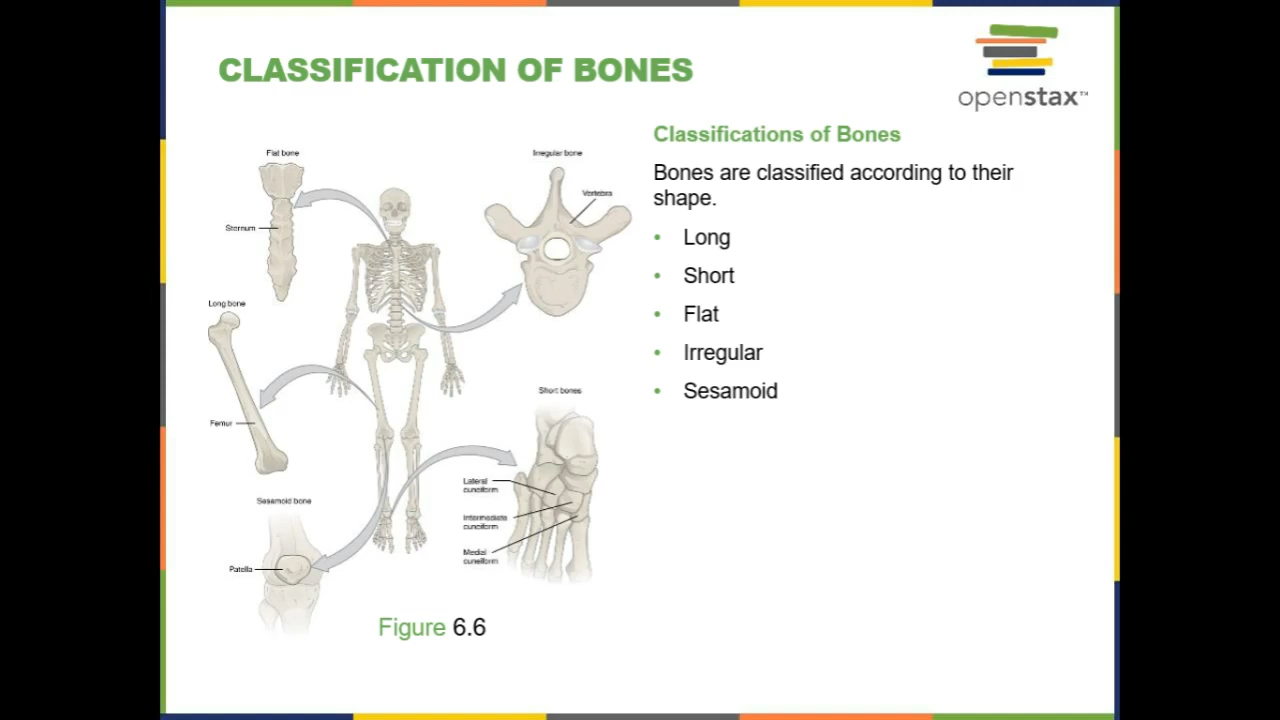 CLASSIFICATION OF BONES
openstax™
Classifications of Bones
Bones are classified according to their
shape.
• Long
• Short
• Flat
• Irregular
• Sesamoid
Flat bone
Sternum
Irregular bone
Vertebra
Long bone
Femur
Short bones
Lateral
cuneiform
Intermediate
cuneiform
Medial
cuneiform
Sesamoid bone
Patella
Figure 6.6